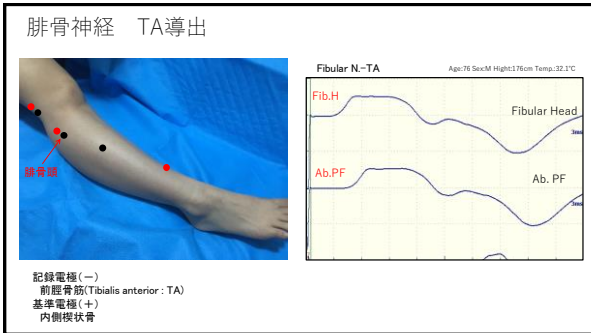 腓骨神経 TA導出
Fibular N.-TA
Age:76 Sex:M Hight:176cm Temp.:32.1℃
Fib.H
Fibular Head
3ms
Ab.PF
Ab. PF
3ms
腓骨頭
記録電極(－)
前脛骨筋(Tibialis anterior : TA)
基準電極(＋)
内側楔状骨